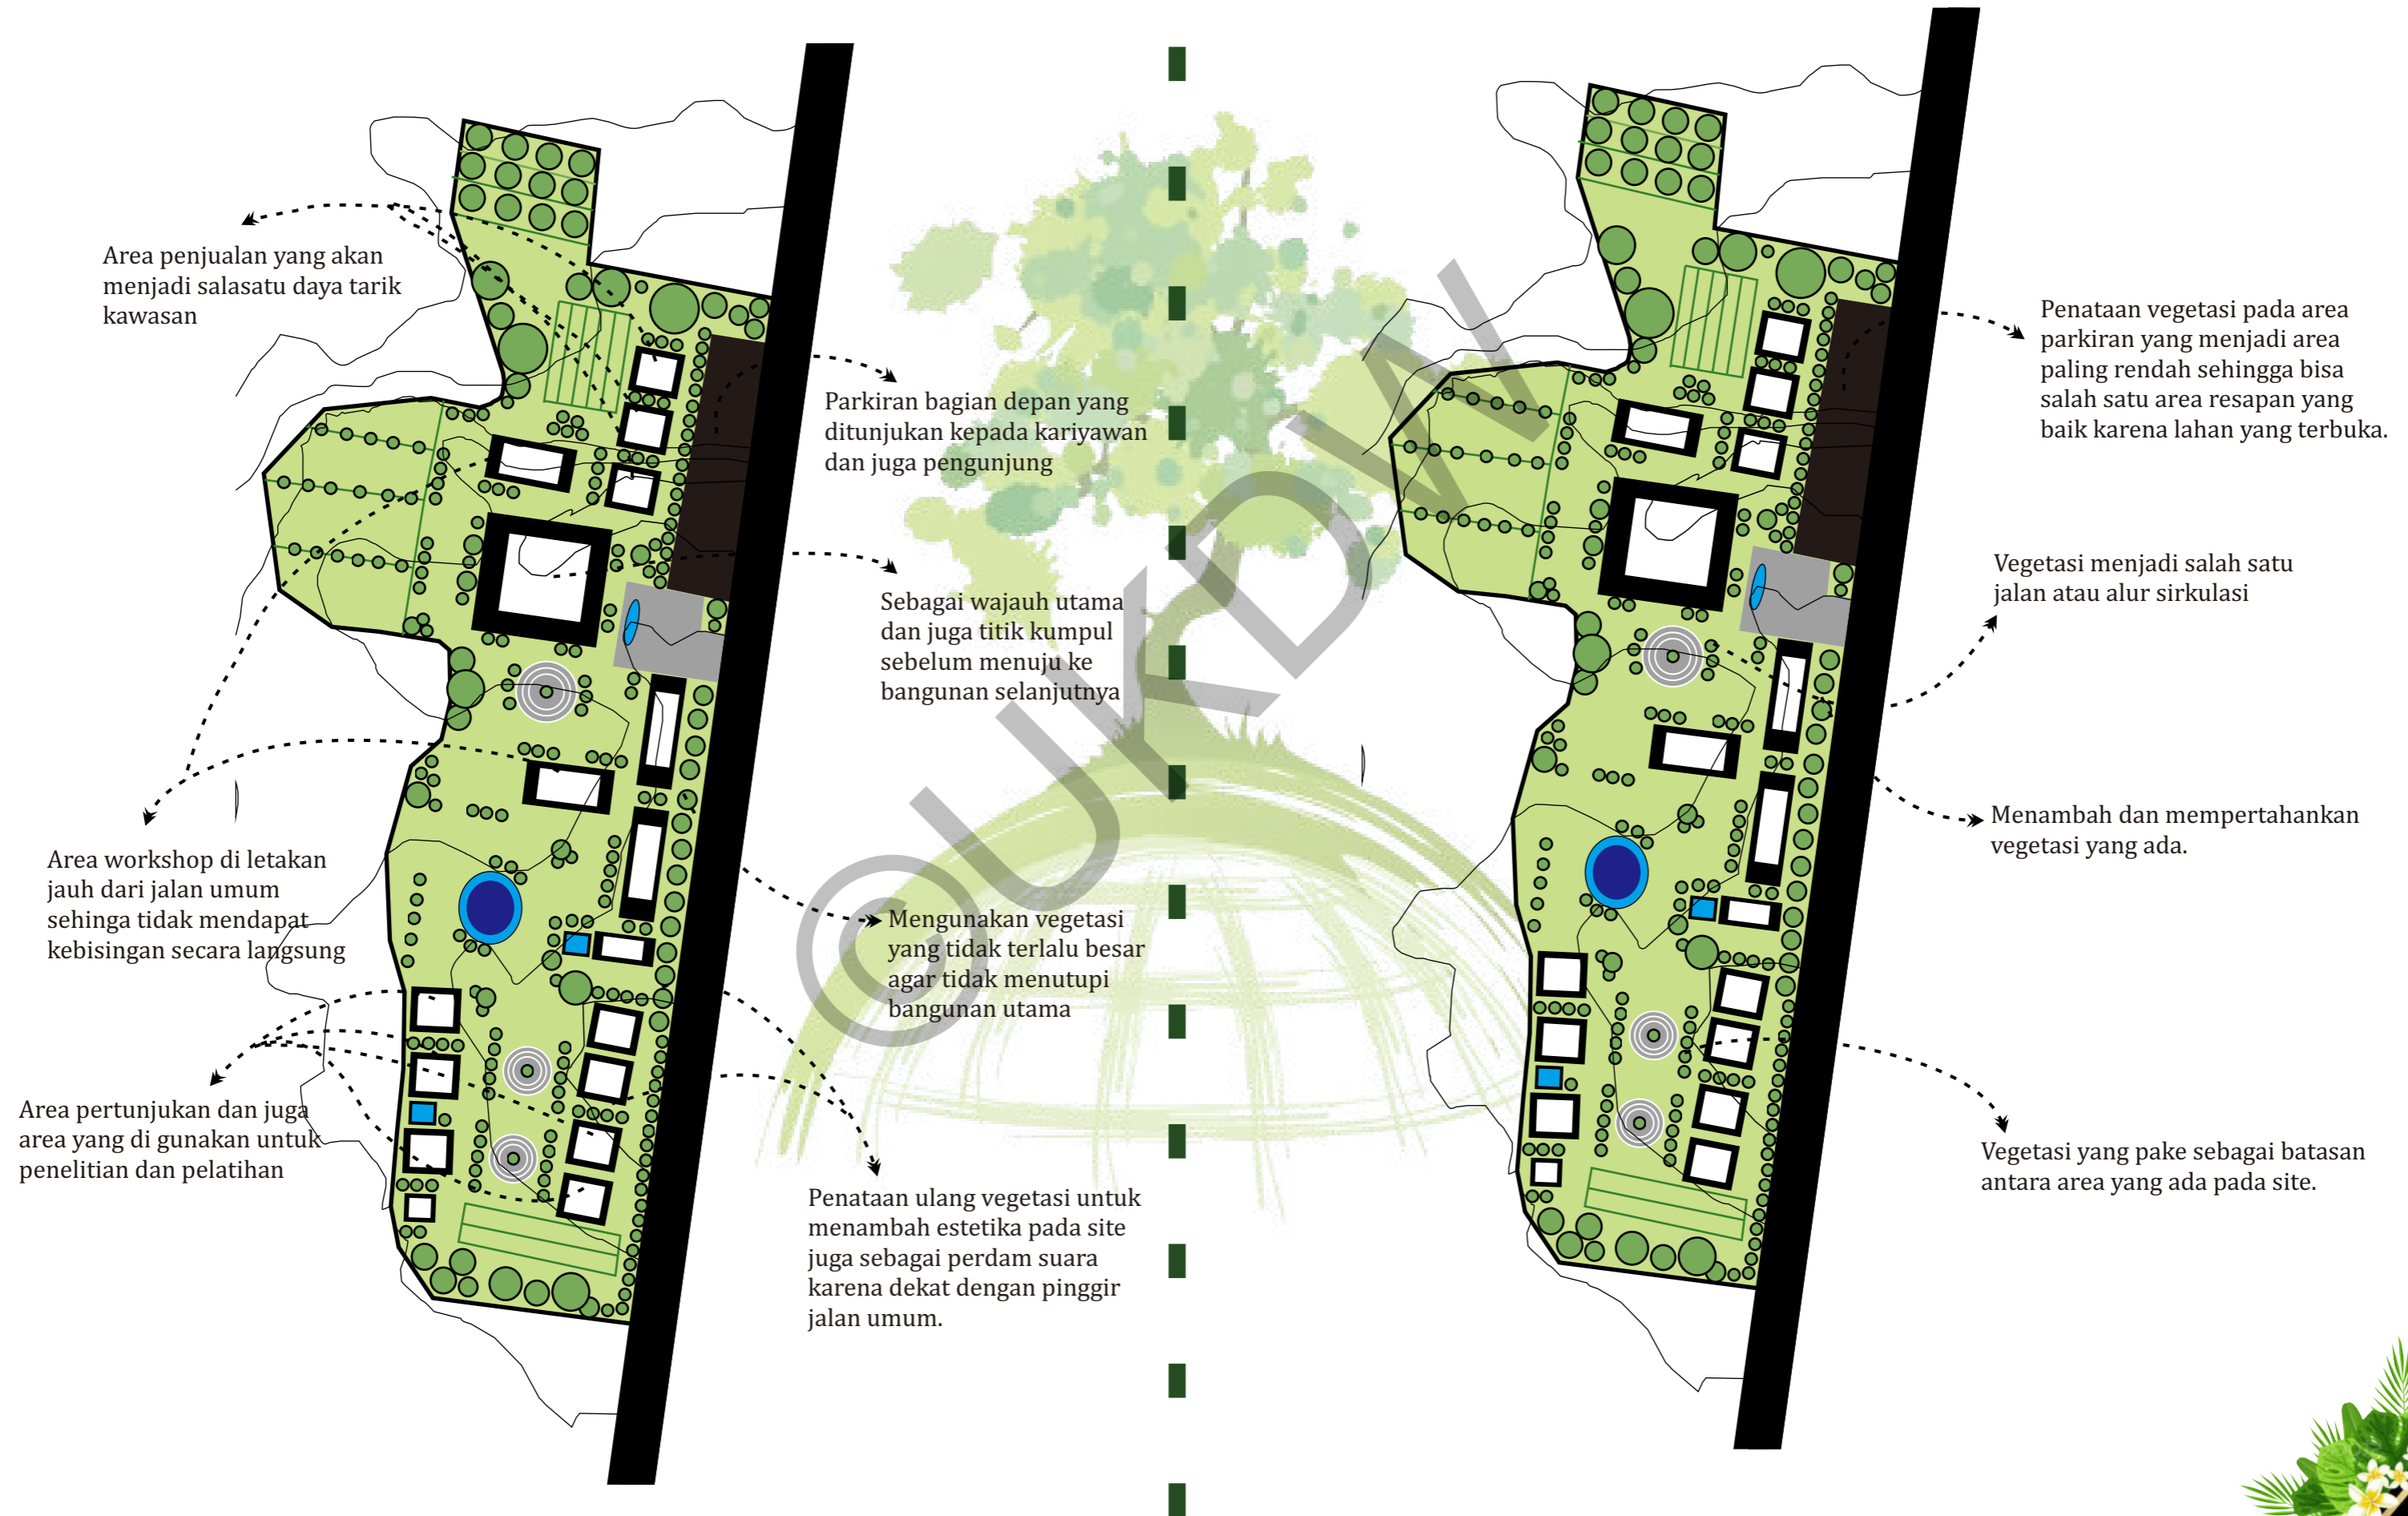 Area penjualan yang akan
menjadi salasatu daya tarik
kawasan
Parkiran bagian depan yang
ditunjukan kepada kariyawan
dan juga pengunjung
Sebagai wajauh utama
dan juga titik kumpul
sebelum menuju ke
bangunan selanjutnya
Area workshop di letakan
jauh dari jalan umum
sehinga tidak mendapat
kebisingan secara langsung
Mengunakan vegetasi
yang tidak terlalu besar
agar tidak menutupi
bangunan utama
Area pertunjukan dan juga
area yang di gunakan untuk
penelitian dan pelatihan
Penataan ulang vegetasi untuk
menambah estetika pada site
juga sebagai perdam suara
karena dekat dengan pinggir
jalan umum.
©UKDW
Penataan vegetasi pada area
parkiran yang menjadi area
paling rendah sehingga bisa
salah satu area resapan yang
baik karena lahan yang terbuka.
Vegetasi menjadi salah satu
jalan atau alur sirkulasi
Menambah dan mempertahankan
vegetasi yang ada.
Vegetasi yang pake sebagai batasan
antara area yang ada pada site.